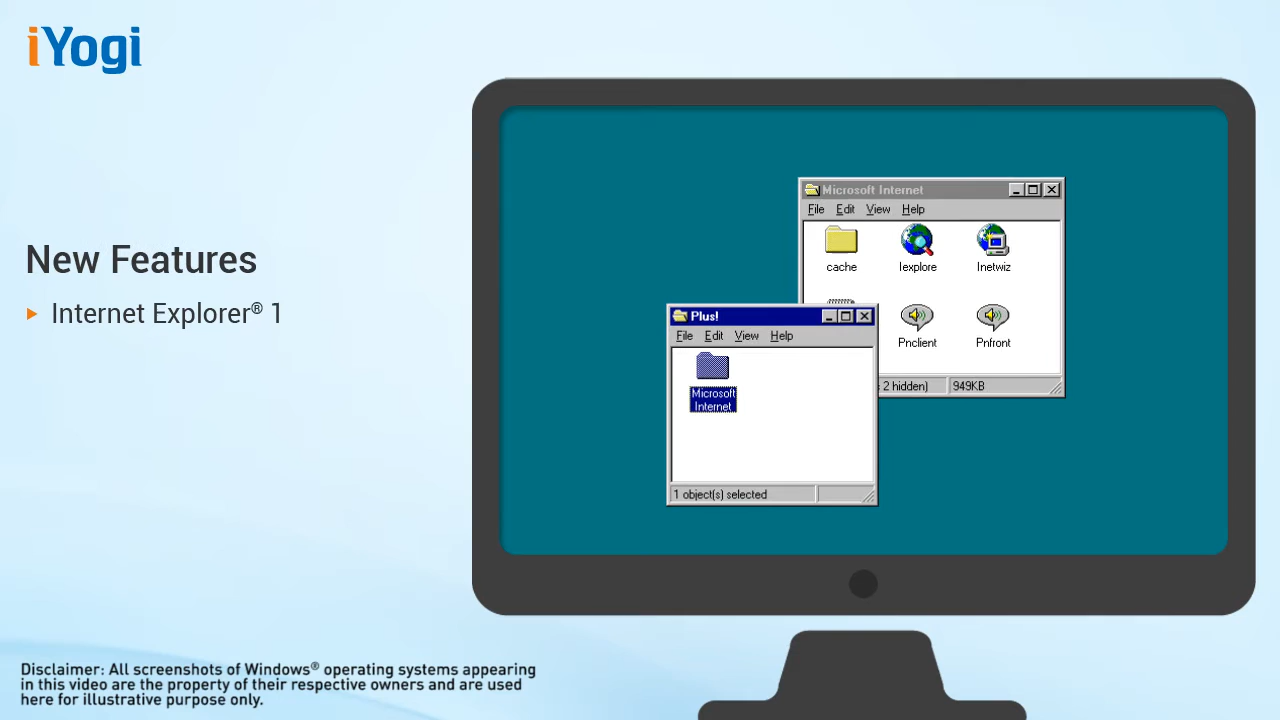 iYogi
New Features
Internet Explorer® 1
Microsoft Internet
File Edit View Help
cache Iexplore Inetwiz
Pnclient Pnfront
2 hidden) 949KB
Plus!
File Edit View Help
Microsoft
Internet
1 object(s) selected
Disclaimer: All screenshots of Windows® operating systems appearing
in this video are the property of their respective owners and are used
here for illustrative purpose only.